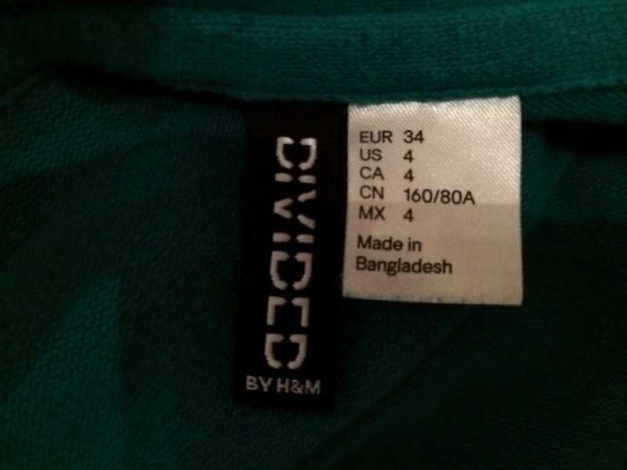 DIVIDED
BY H&M
EUR 34
US 4
CA 4
CN 160/80A
MX 4
Made in
Bangladesh